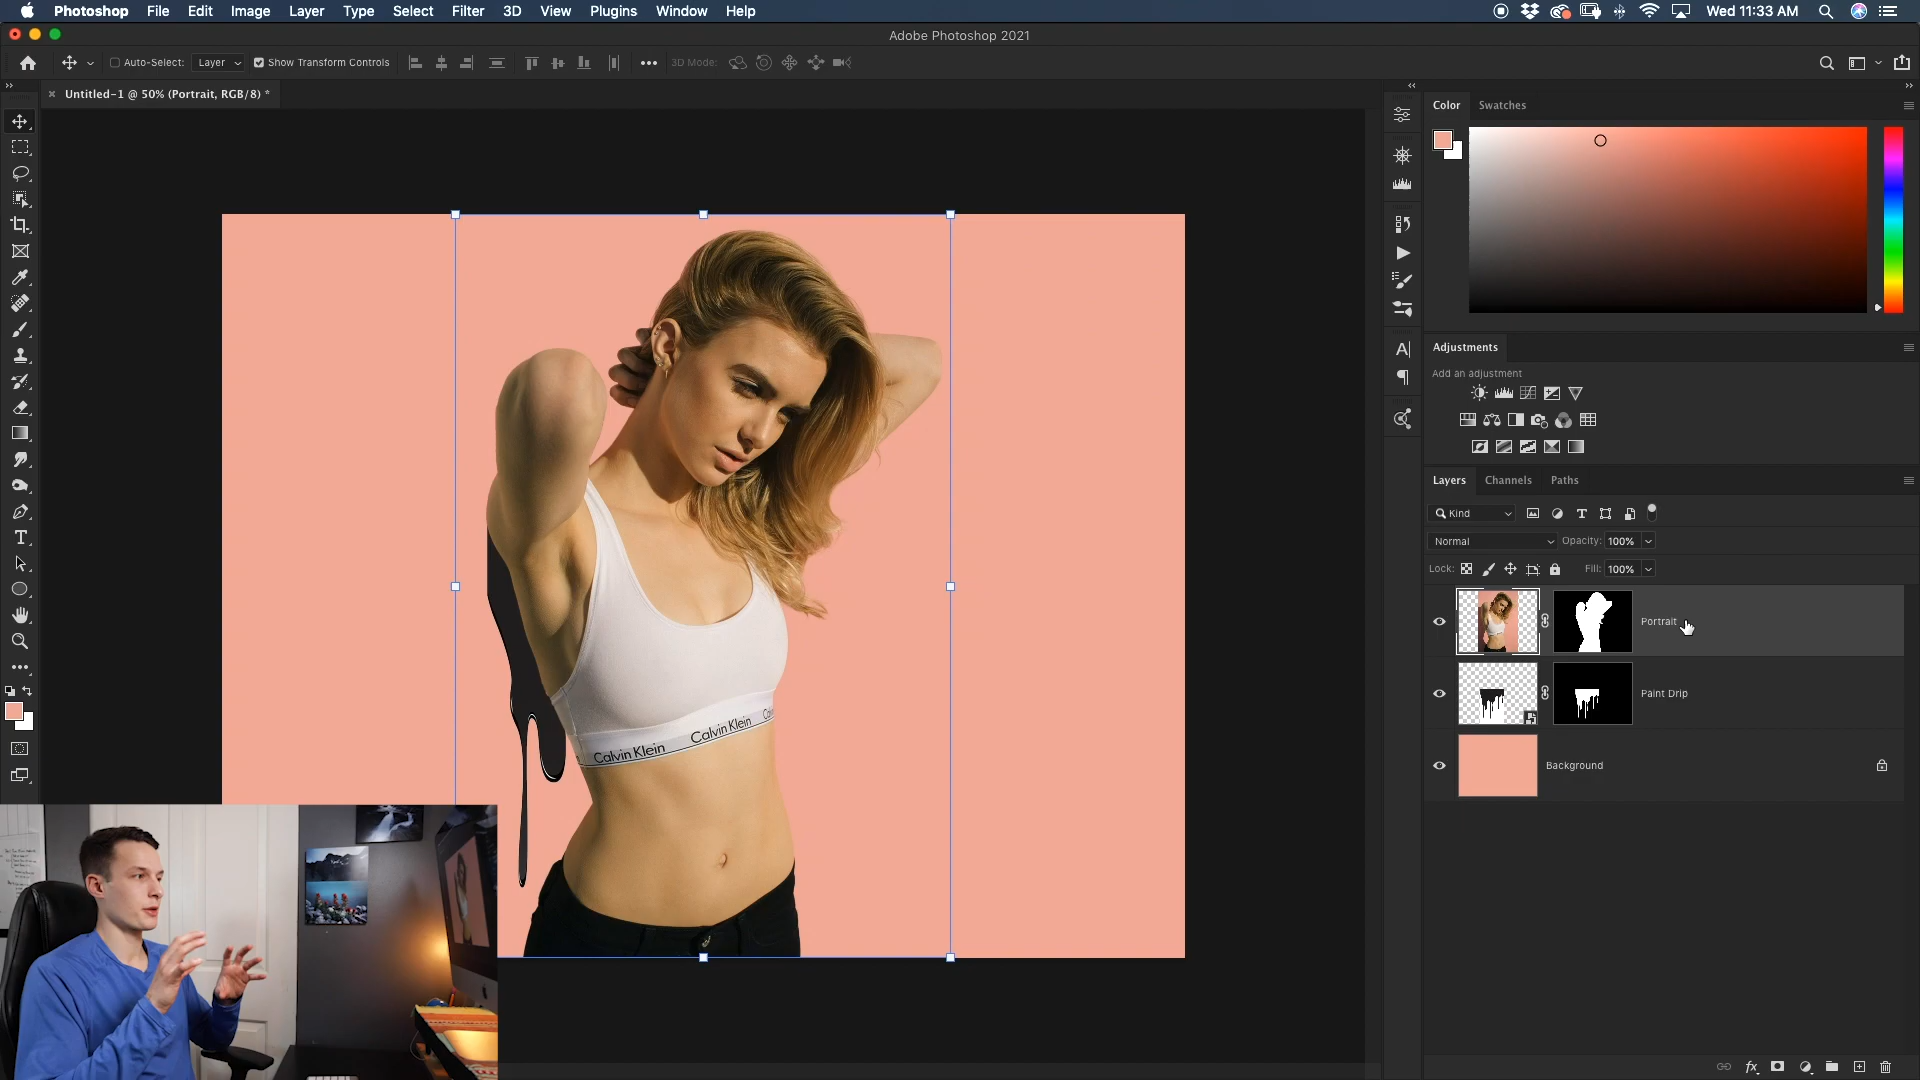 Photoshop File Edit Image Layer Type Select Filter 3D View Plugins Window Help Wed 11:33 AM
Adobe Photoshop 2021
Auto-Select: Layer Show Transform Controls 3D Mode:
Untitled-1 @ 50% (Portrait, RGB/8) *
Color Swatches
Adjustments
Add an adjustment
Layers Channels Paths
Kind
Normal Opacity: 100%
Lock: Fill: 100%
Portrait
Paint Drip
Background
Calvin Klein Calvin Klein